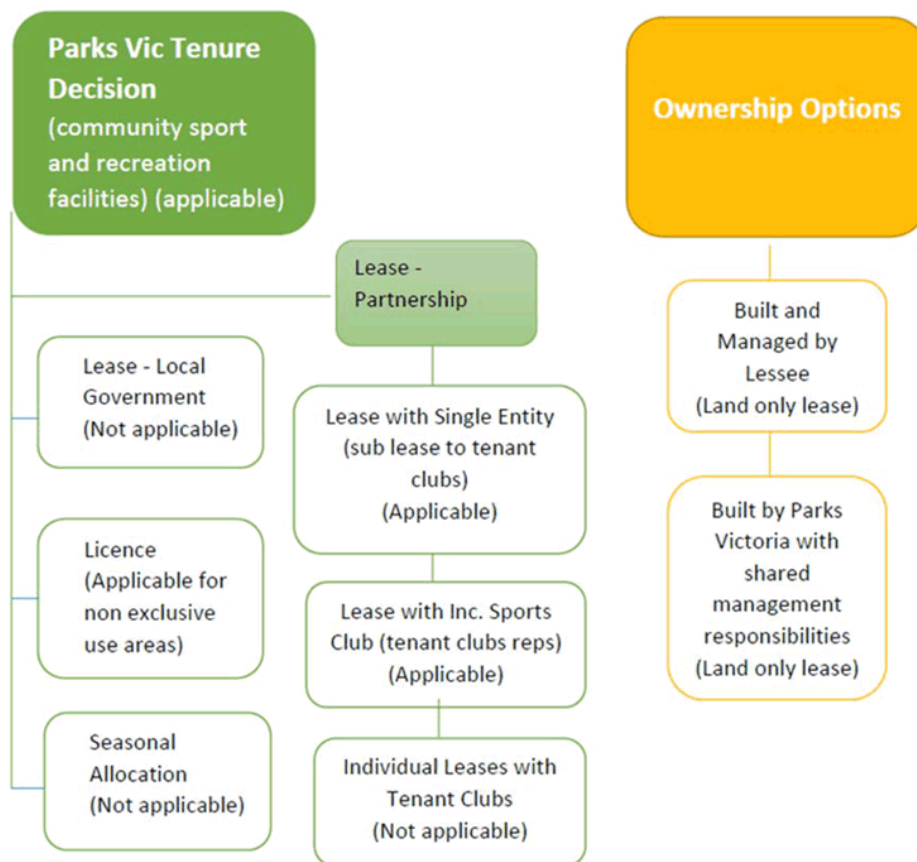 Parks Vic Tenure
Decision
(community sport
and recreation
facilities) (applicable)
Lease -
Partnership
Lease - Local
Government
(Not applicable)
Licence
(Applicable for
non exclusive
use areas)
Seasonal
Allocation
(Not applicable)
Lease with Single Entity
(sub lease to tenant
clubs)
(Applicable)
Lease with Inc. Sports
Club (tenant clubs reps)
(Applicable)
Individual Leases with
Tenant Clubs
(Not applicable)
Ownership Options
Built and
Managed by
Lessee
(Land only lease)
Built by Parks
Victoria with
shared
management
responsibilities
(Land only lease)